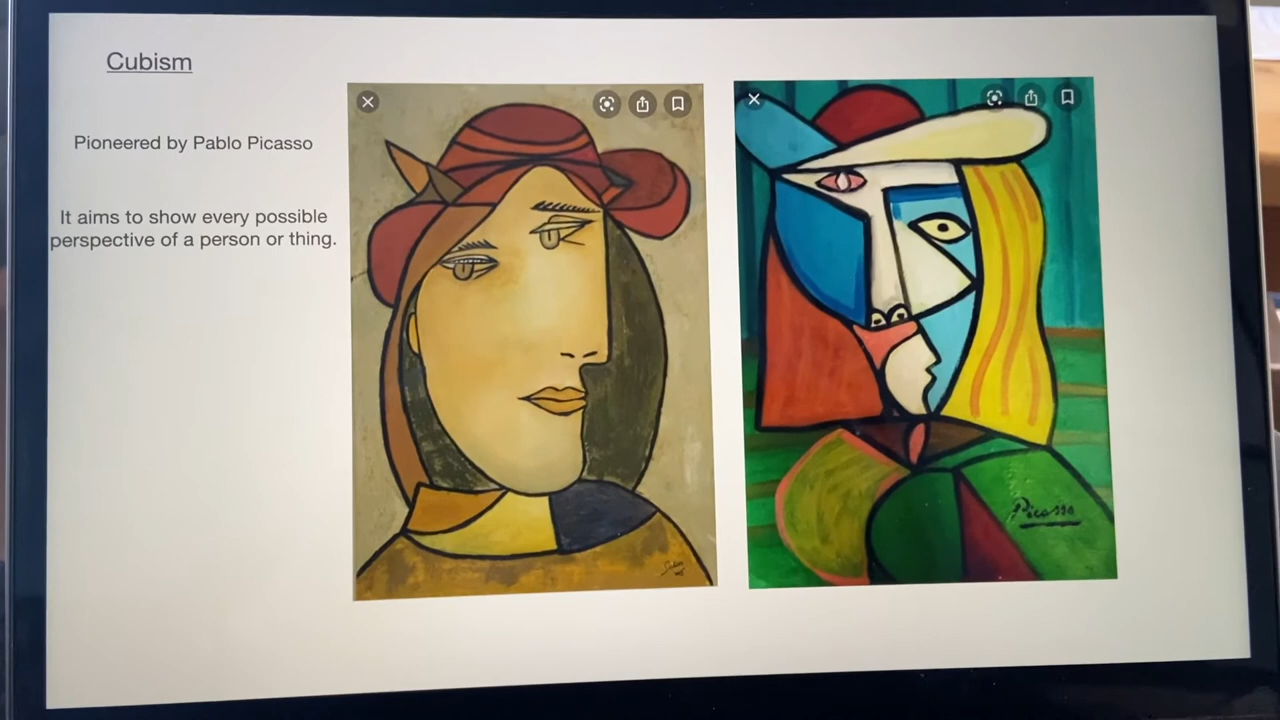 Cubism
Pioneered by Pablo Picasso
It aims to show every possible
perspective of a person or thing.
Picasso